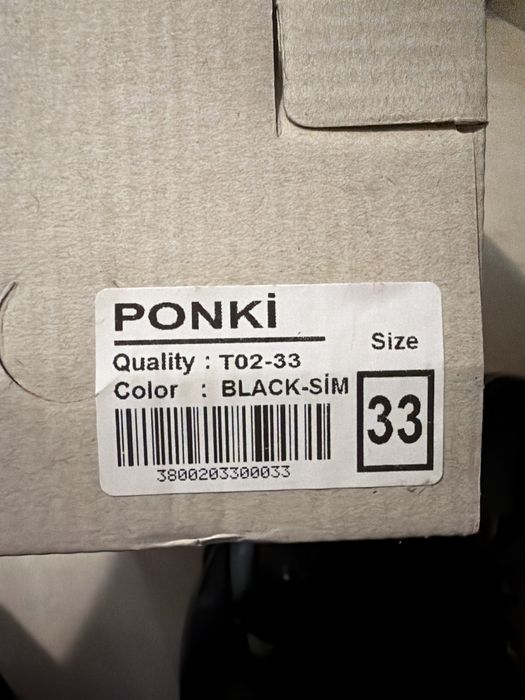 PONKİ
Quality : T02-33
Color : BLACK-SİM
3800203300033
Size
33